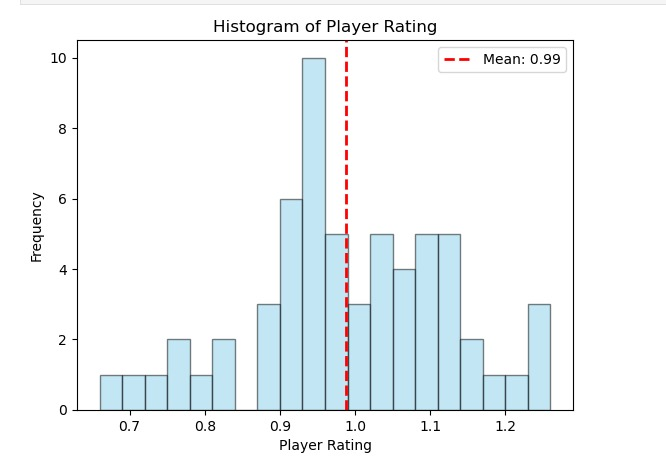 Histogram of Player Rating
Mean: 0.99
10
8
6
4
2
0
Frequency
0.7 0.8 0.9 1.0 1.1 1.2
Player Rating